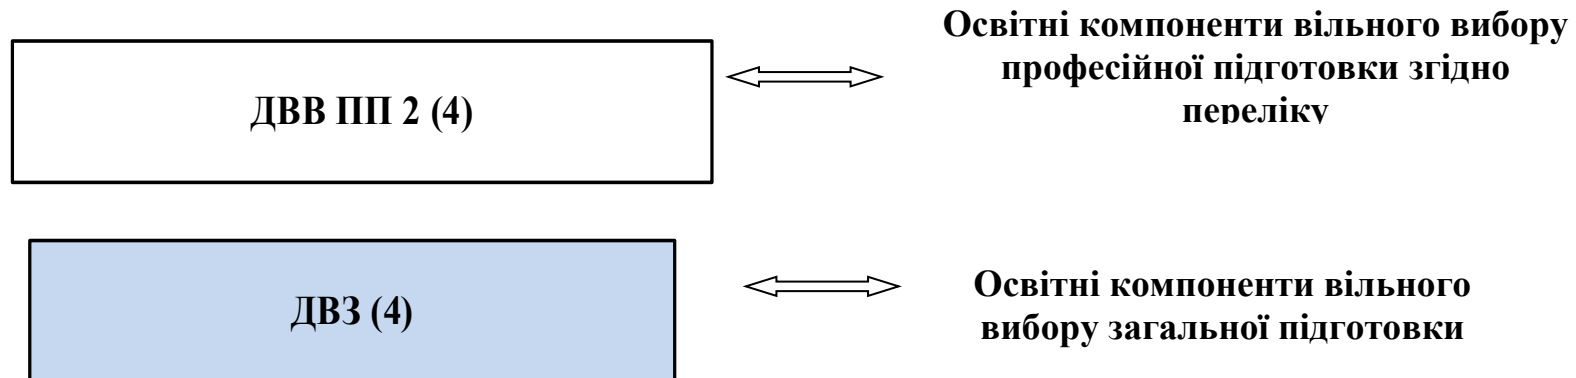 Освітні компоненти вільного вибору
професійної підготовки згідно
переліку
ДВВ ПП 2 (4)
ДВЗ (4)
Освітні компоненти вільного
вибору загальної підготовки